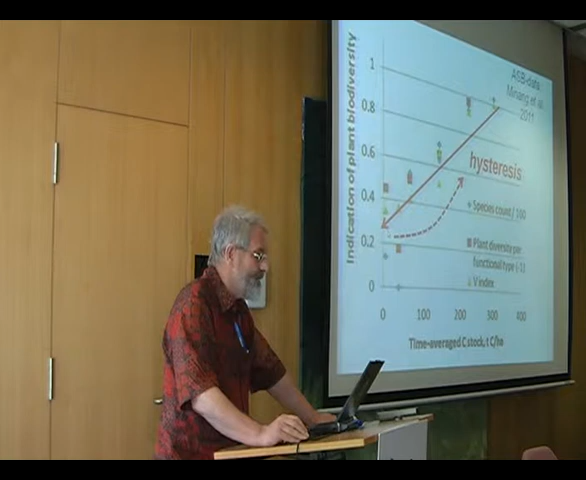 Indication of plant biodiversity
1
0.8
0.6
0.4
0.2
0
0
100
200
300
400
Time-averaged C stock, t C/ha
ASB-data
Minang et al.
2011
hysteresis
Species count / 100
Plant diversity per
functional type (-1)
V index